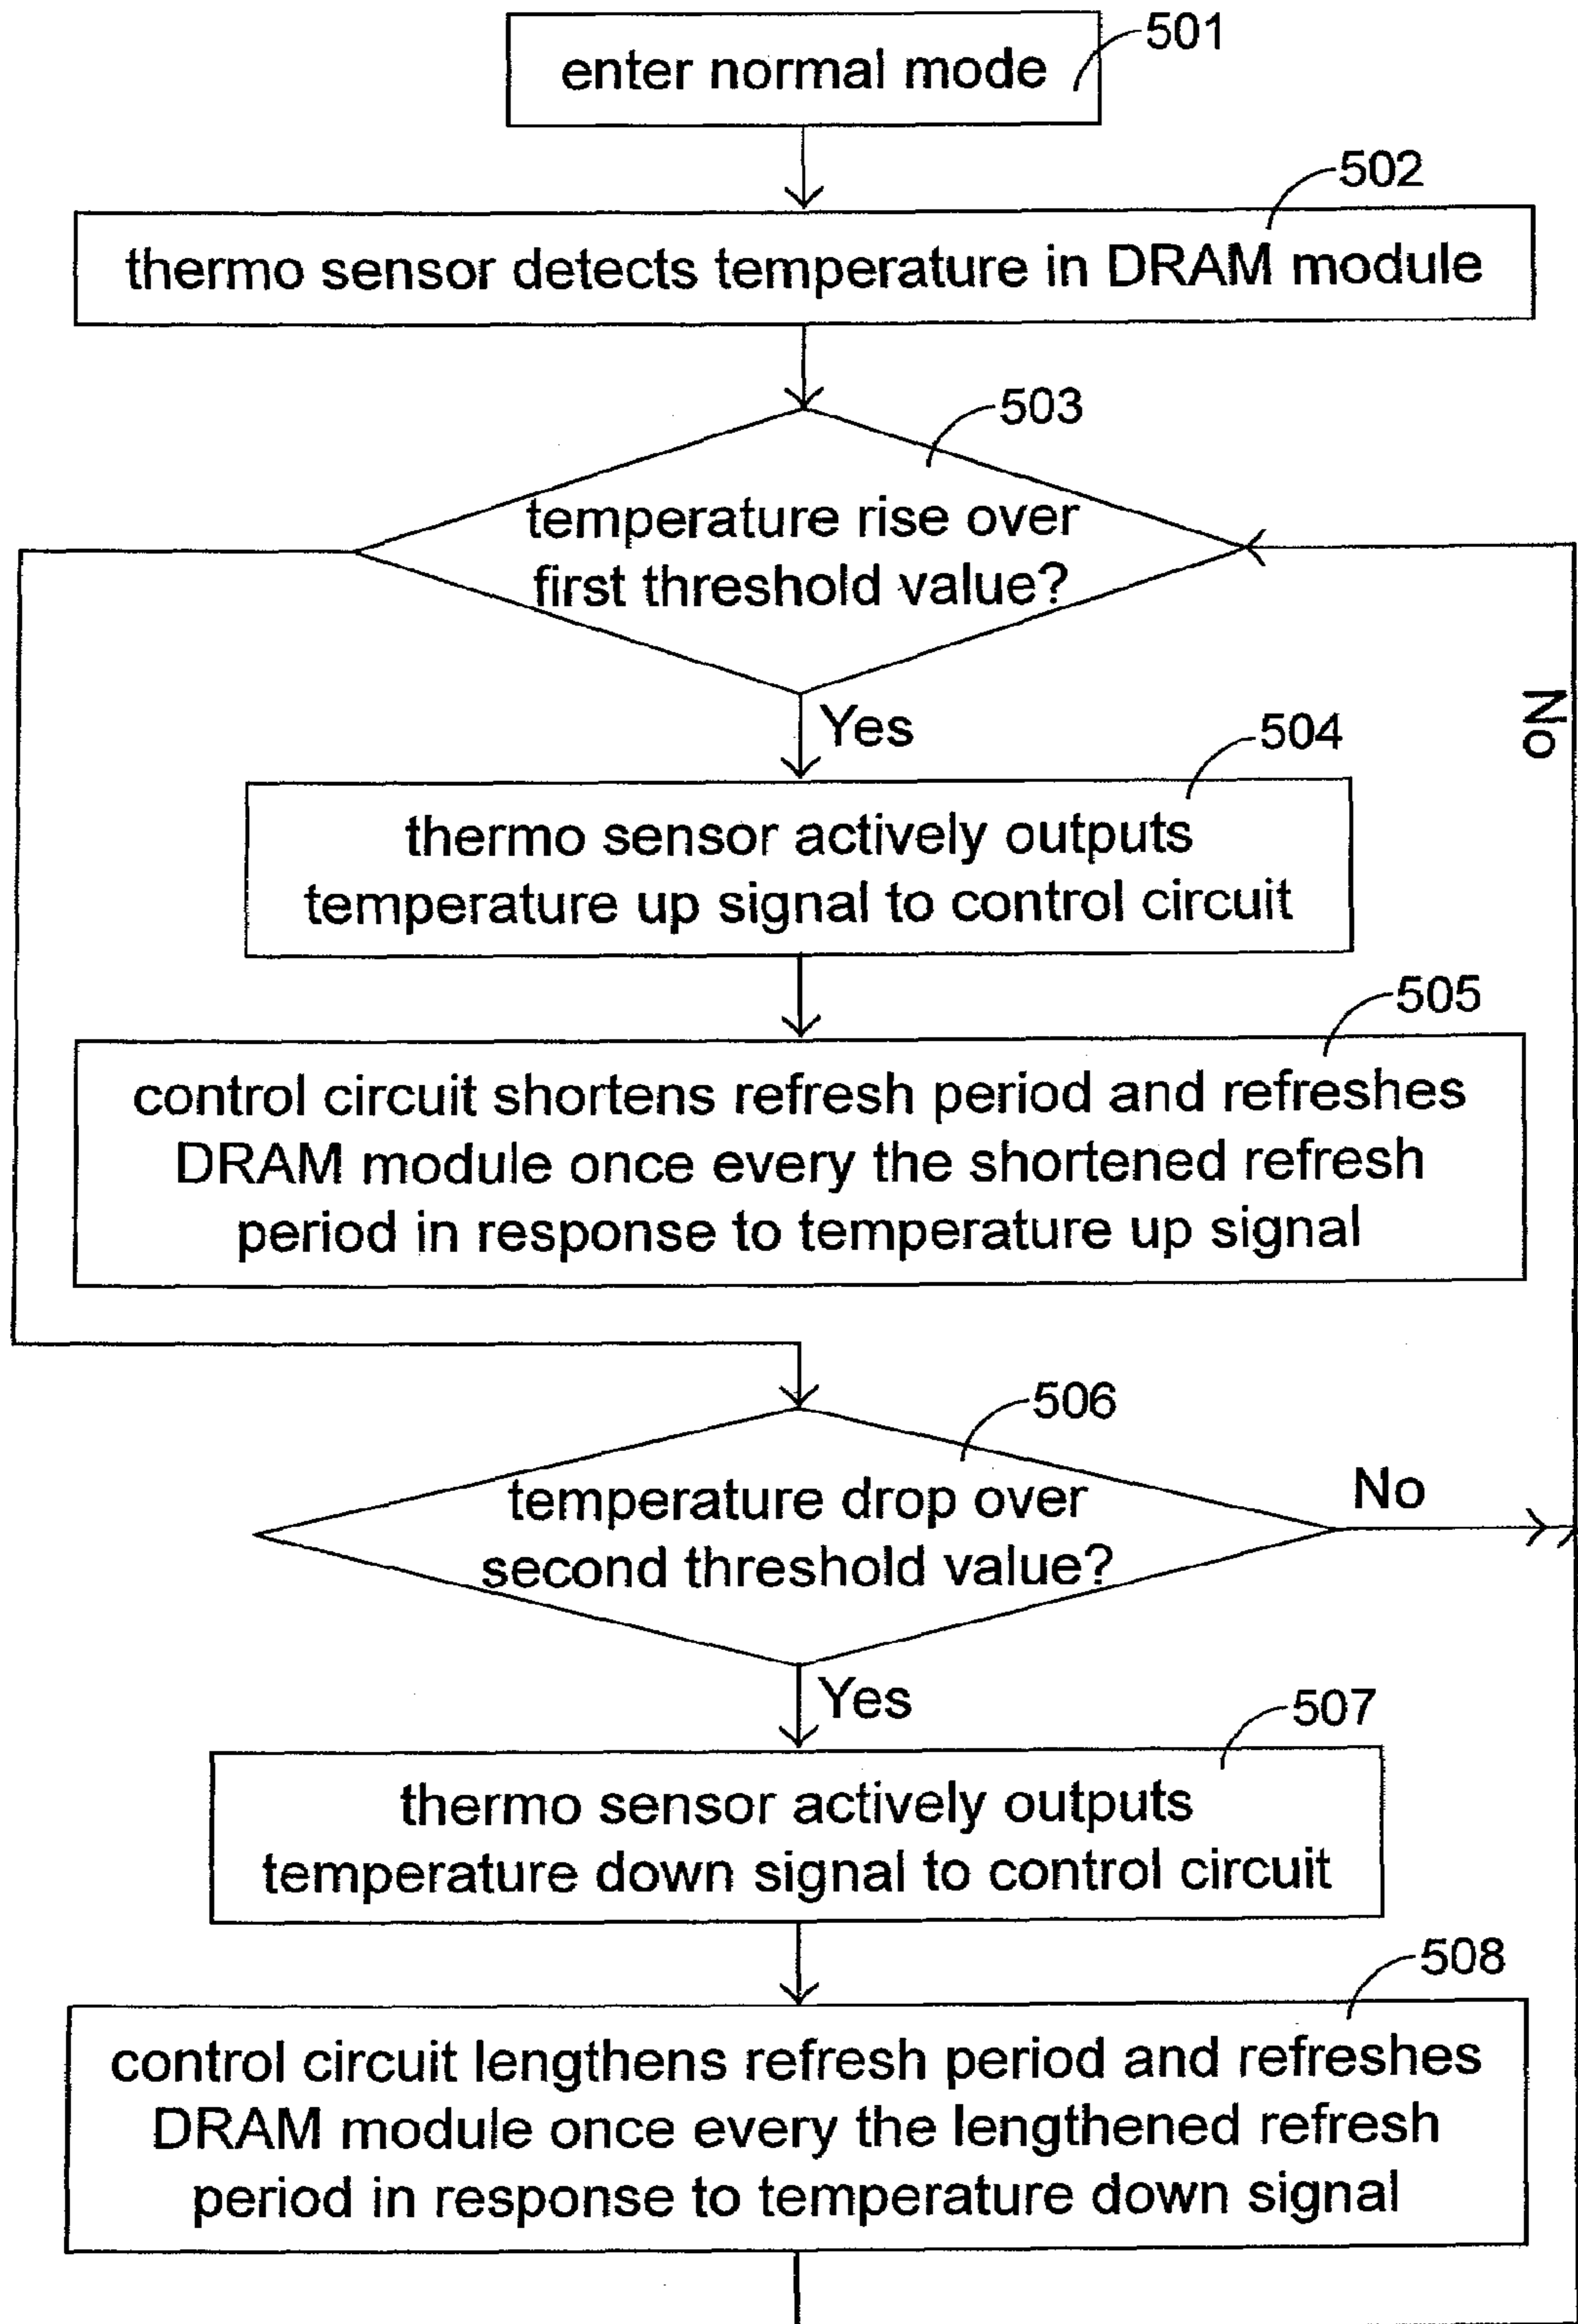 501
enter normal mode
502
thermo sensor detects temperature in DRAM module
503
temperature rise over
first threshold value?
No
Yes
504
thermo sensor actively outputs
temperature up signal to control circuit
505
control circuit shortens refresh period and refreshes
DRAM module once every the shortened refresh
period in response to temperature up signal
506
temperature drop over
second threshold value?
No
Yes
507
thermo sensor actively outputs
temperature down signal to control circuit
508
control circuit lengthens refresh period and refreshes
DRAM module once every the lengthened refresh
period in response to temperature down signal